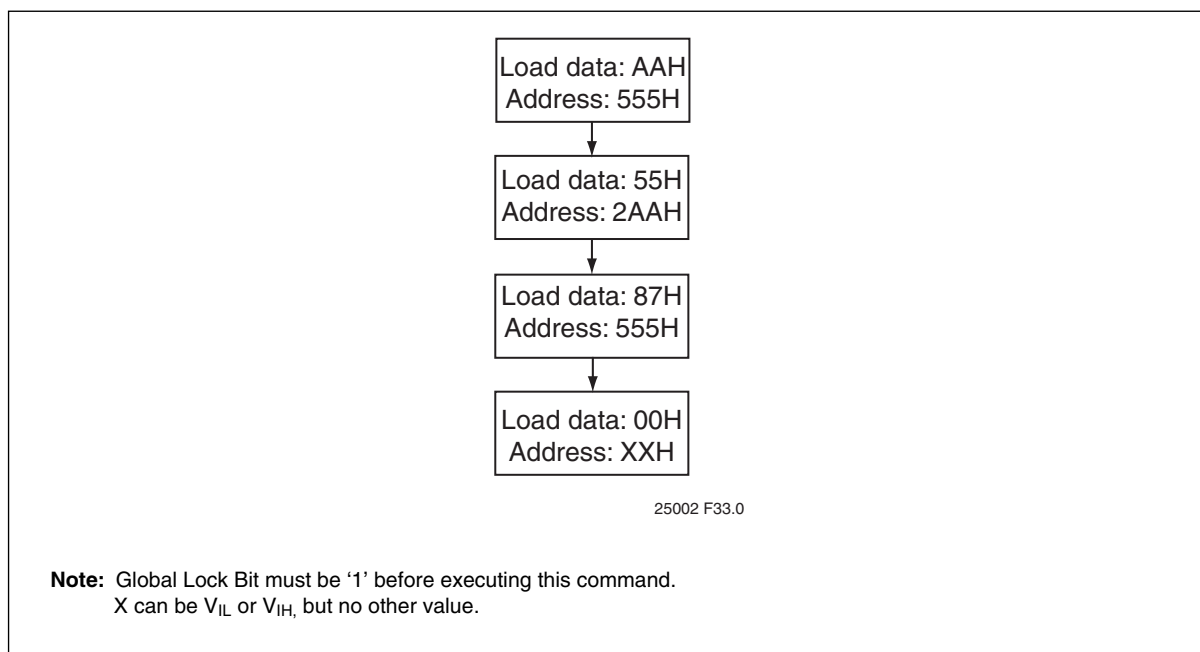 Load data: AAH
Address: 555H
Load data: 55H
Address: 2AAH
Load data: 87H
Address: 555H
Load data: 00H
Address: XXH
25002 F33.0
Note: Global Lock Bit must be ‘1’ before executing this command.
X can be VIL or VIH, but no other value.